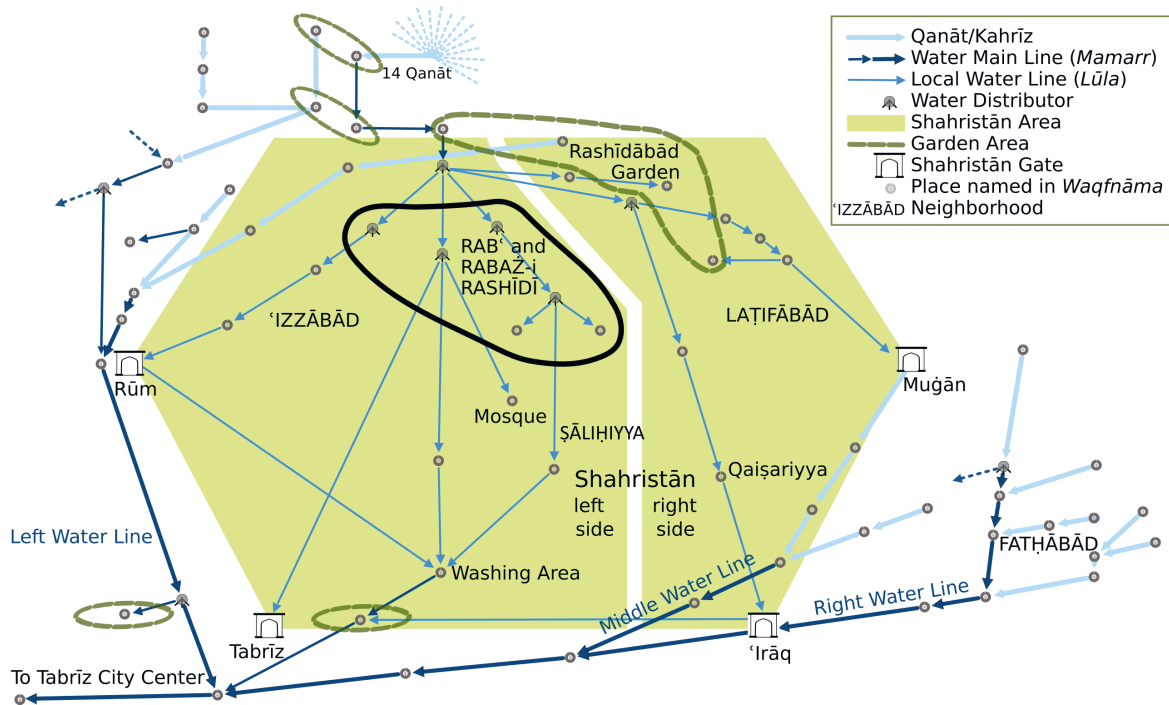 14 Qanāt
Qanāt/Kahrīz
Water Main Line (Mamarr)
Local Water Line (Lūla)
Water Distributor
Shahristān Area
Garden Area
Shahristān Gate
Place named in Waqfnāma
ʿIZZĀBĀD Neighborhood
Rashīdābād
Garden
RABʿ and
RABAŻ-i
RASHĪDĪ
ʿIZZĀBĀD
LAṬIFĀBĀD
Rūm
Muġān
Mosque
ṢĀLIḤIYYA
Shahristān
left
side
right
side
Qaiṣariyya
Left Water Line
FATḤĀBĀD
Washing Area
Middle Water Line
Right Water Line
Tabrīz
ʿIrāq
To Tabrīz City Center